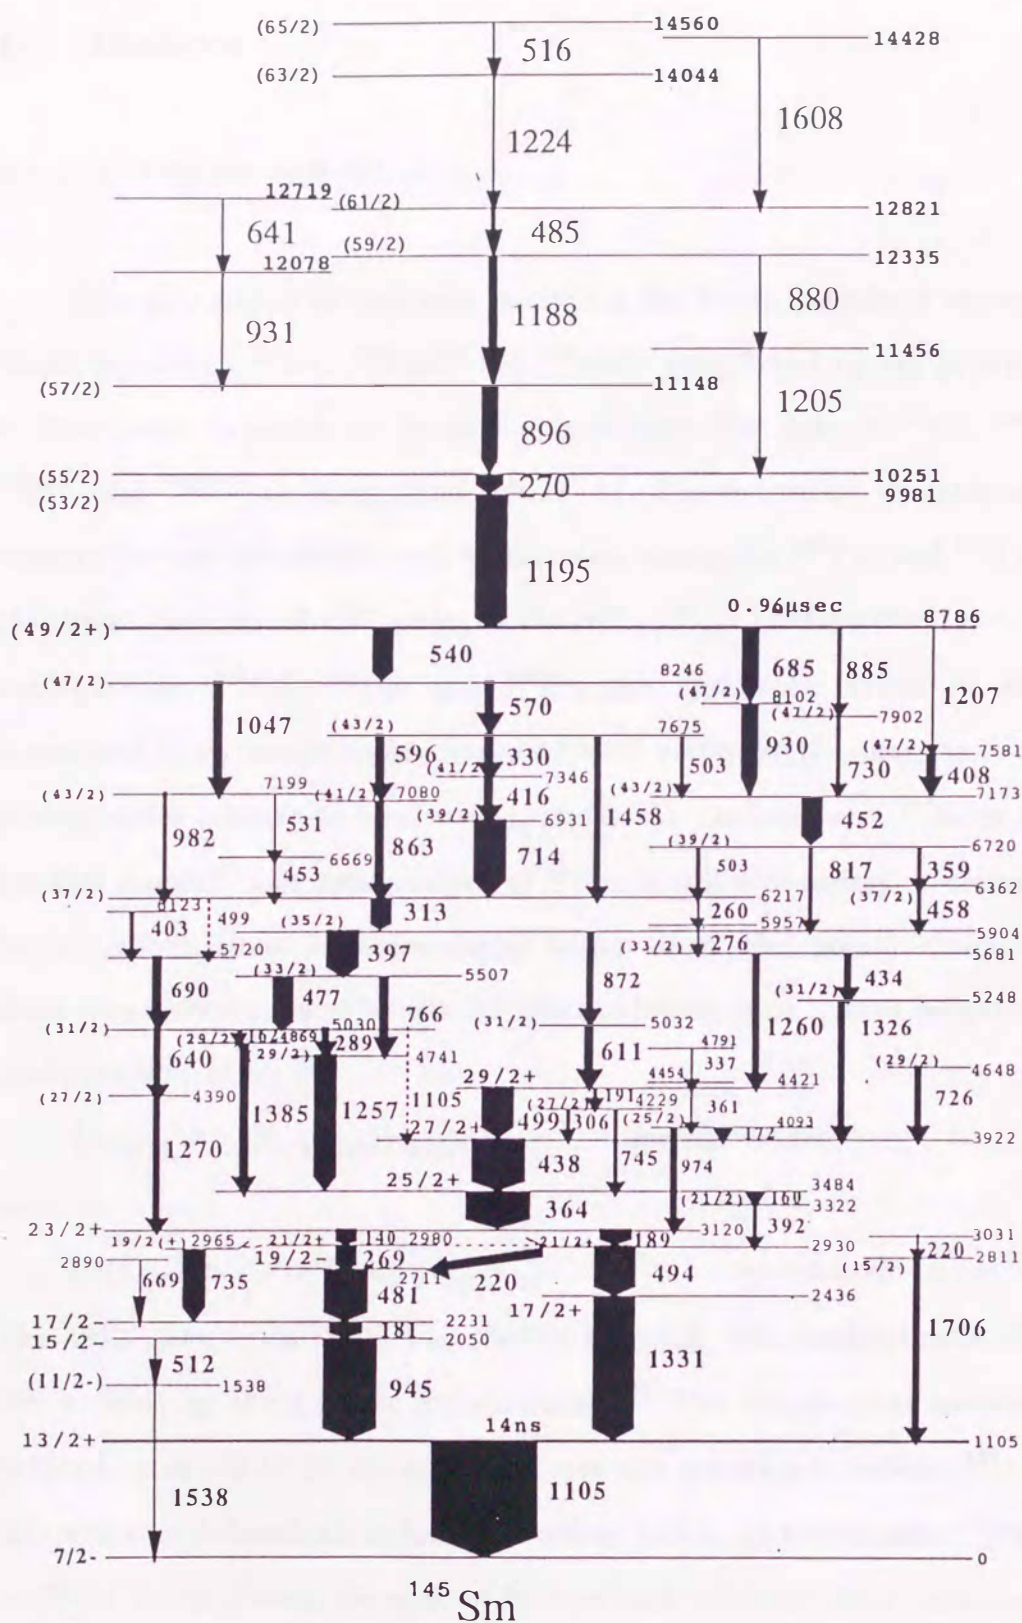 (65/2) 14560
14428
516
(63/2) 14044
1608
1224
12719 (61/2) 12821
641 485
(59/2) 12335
12078
1188 880
931
11456
(57/2) 11148
1205
896
(55/2) 10251
270
(53/2) 9981
1195
0.96µsec
(49/2+) 8786
540 685 885
(47/2) 8246 1207
(47/2) 8102
(47/2) 7902
1047 570
(43/2) 7675
596 330 930 (47/2) 7581
(41/2) 503 730 408
7346
(43/2) 7199 (41/2) 7080 (43/2) 7173
416 1458
531 (39/2) 6931 452
982 863 714 (39/2) 6720
6669
453 503 817 359
(37/2) 6217 (37/2) 6362
8123 313 260 458
403 499 (35/2) 5957 5904
397 276
5720 (33/2) 5681
(33/2) 5507 872 434
690 477 (31/2) 5248
766 1260 1326
(31/2) 5030 (31/2) 5032
(29/2) 162 4869 289 4791
640 (29/2) 4741 611 337 (29/2) 4648
29/2+ 4454 4421
(27/2) 4390 191
1385 1257 1105 (27/2) 4229 361 726
499 306 (25/2) 4093
27/2+ 172 3922
1270 438 745 974
25/2+ 3484
364 (21/2) 160 3322
392
23/2+ 3120 3031
19/2(+) 2965 21/2+ 140 2980 21/2+ 189 2930
2890 19/2- 269 220 2811
2711 (15/2)
669 735 220 494
481 17/2+ 2436
17/2- 2231
181
15/2- 2050 1706
512 1331
(11/2-) 1538 945
14ns
13/2+ 1105
1538 1105
7/2- 0
145Sm